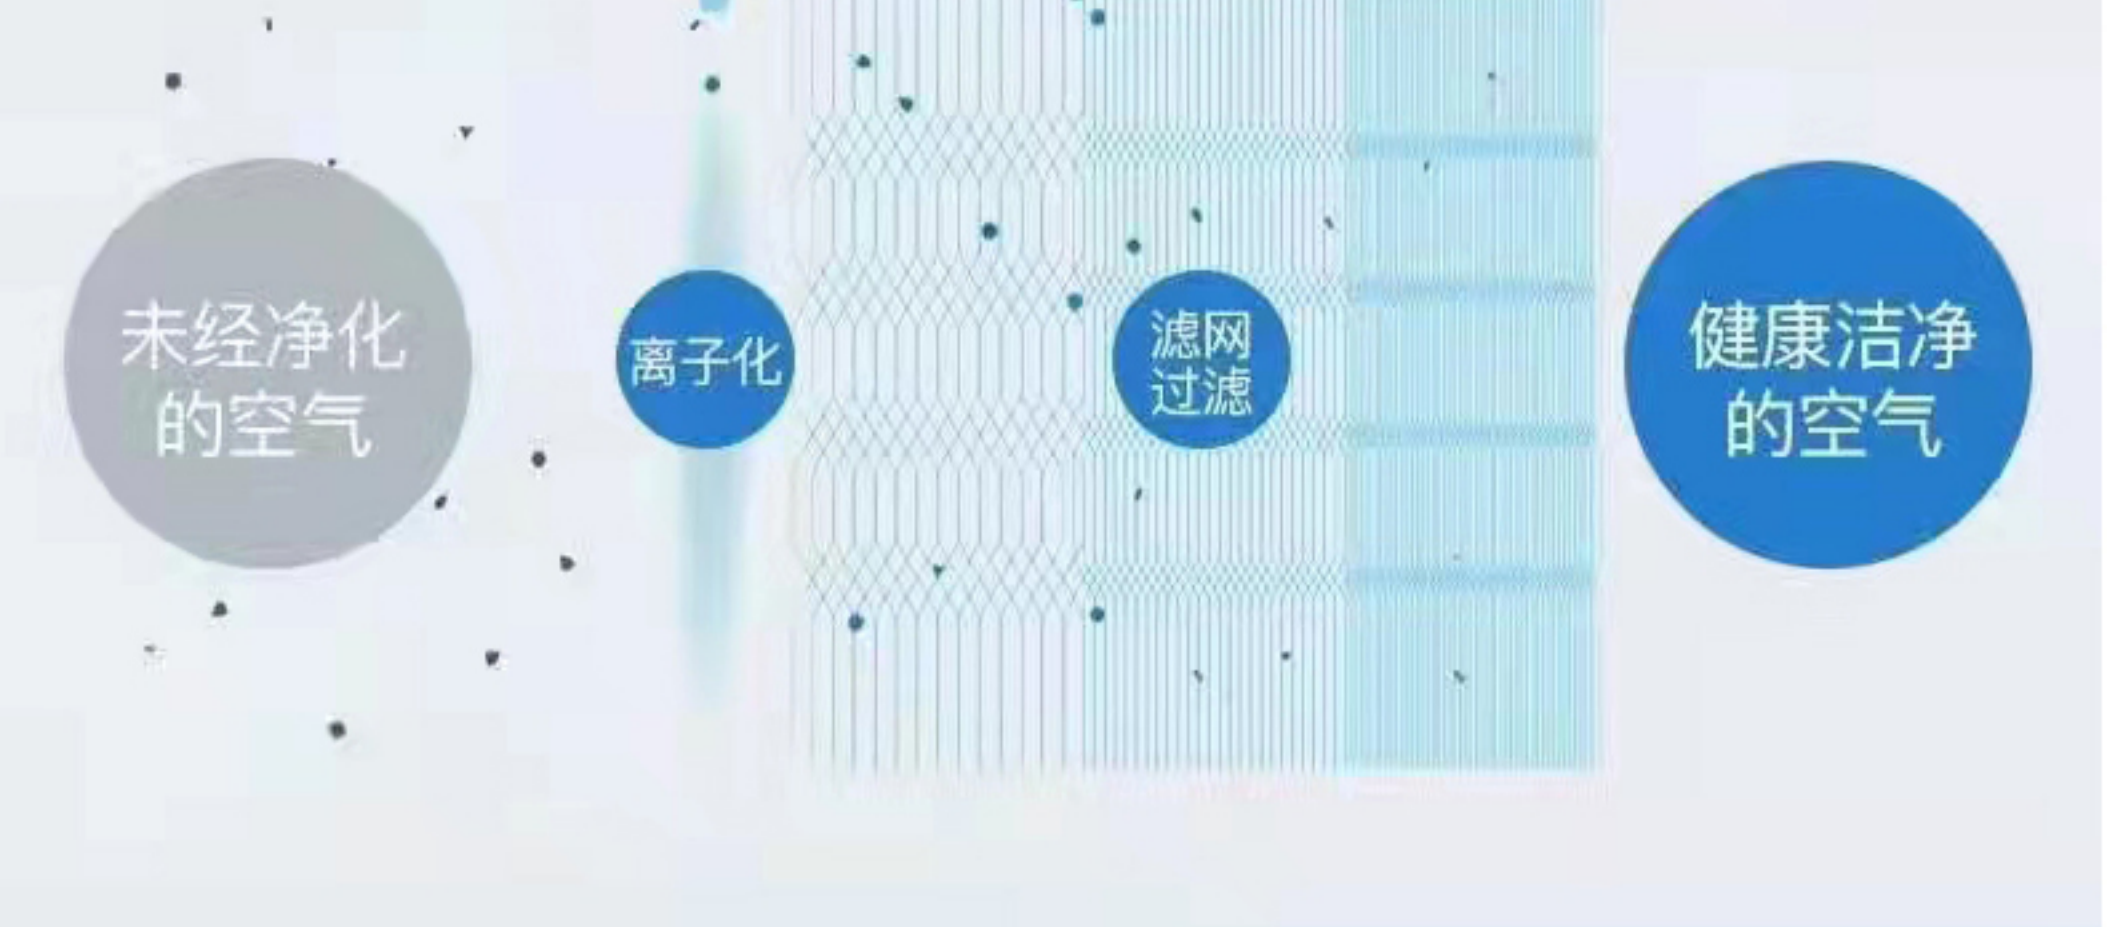 未经净化
的空气
离子化
滤网
过滤
健康洁净
的空气